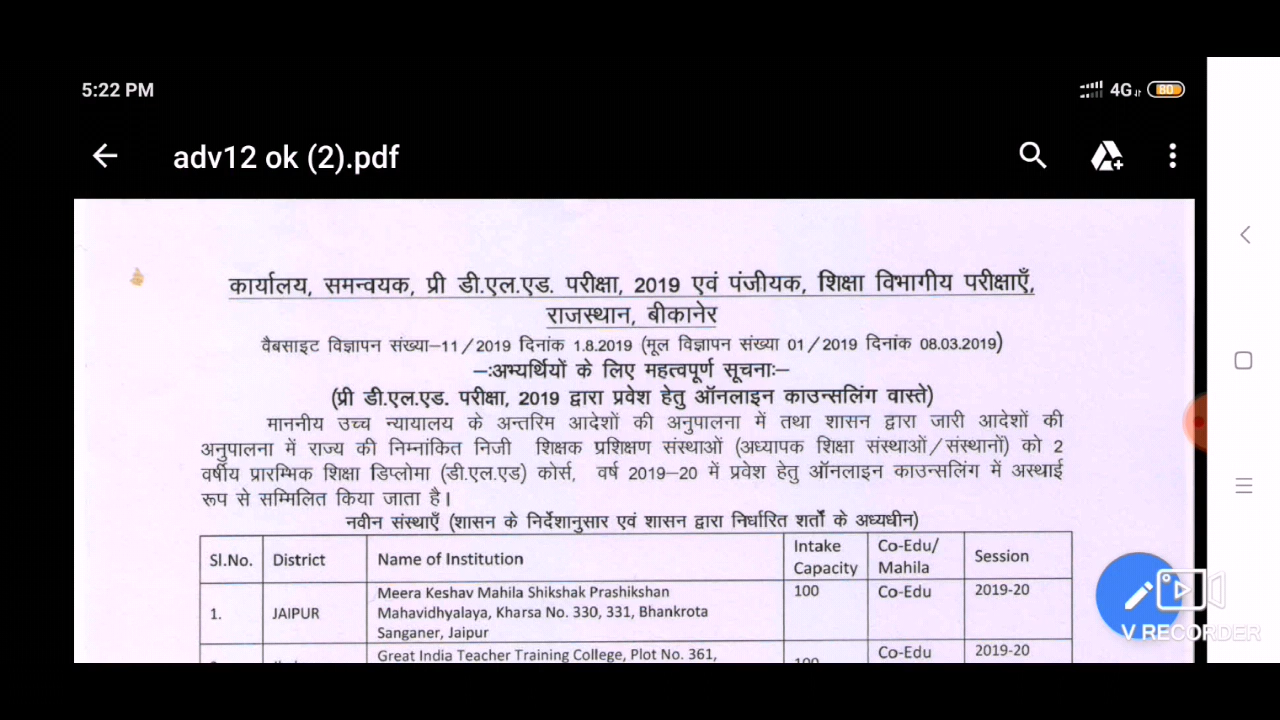 5:22 PM
4G
80
adv12 ok (2).pdf
कार्यालय, समन्वयक, प्री डी.एल.एड. परीक्षा, 2019 एवं पंजीयक, शिक्षा विभागीय परीक्षाएँ,
राजस्थान, बीकानेर
वैबसाइट विज्ञापन संख्या–11/2019 दिनांक 1.8.2019 (मूल विज्ञापन संख्या 01/2019 दिनांक 08.03.2019)
–:अभ्यर्थियों के लिए महत्वपूर्ण सूचना:–
(प्री डी.एल.एड. परीक्षा, 2019 द्वारा प्रवेश हेतु ऑनलाइन काउन्सलिंग वास्ते)
माननीय उच्च न्यायालय के अन्तरिम आदेशों की अनुपालना में तथा शासन द्वारा जारी आदेशों की
अनुपालना में राज्य की निम्नांकित निजी शिक्षक प्रशिक्षण संस्थाओं (अध्यापक शिक्षा संस्थाओं/संस्थानों) को 2
वर्षीय प्रारम्भिक शिक्षा डिप्लोमा (डी.एल.एड) कोर्स, वर्ष 2019–20 में प्रवेश हेतु ऑनलाइन काउन्सलिंग में अस्थाई
रूप से सम्मिलित किया जाता है।
नवीन संस्थाएँ (शासन के निर्देशानुसार एवं शासन द्वारा निर्धारित शर्तों के अध्यधीन)
Sl.No. District Name of Institution Intake Capacity Co-Edu/ Mahila Session
1. JAIPUR Meera Keshav Mahila Shikshak Prashikshan 100 Co-Edu 2019-20
Mahavidhyalaya, Kharsa No. 330, 331, Bhankrota
Sanganer, Jaipur
Great India Teacher Training College, Plot No. 361, Co-Edu 2019-20
V RECORDER